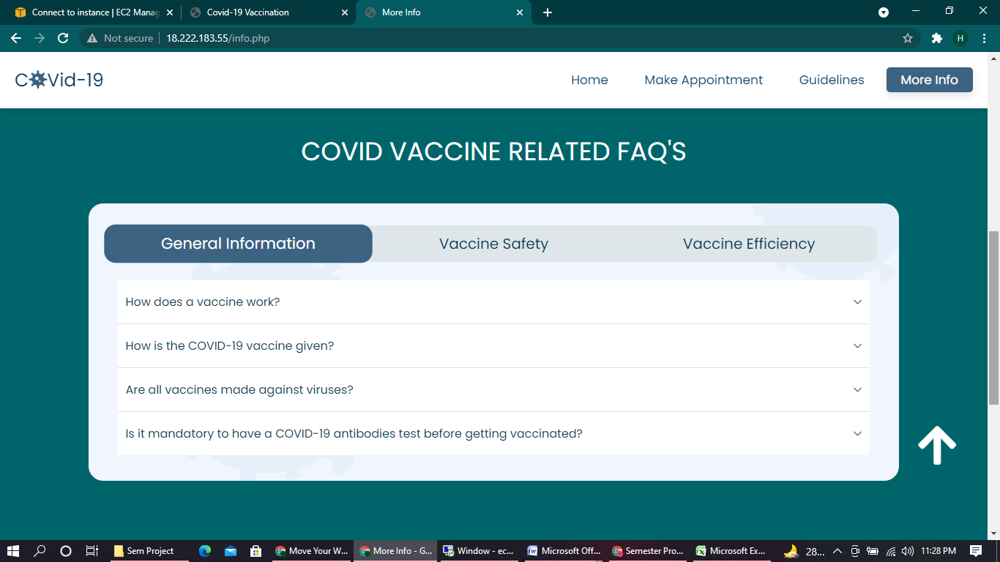 Connect to instance | EC2 Manag
Covid-19 Vaccination
More Info
Not secure
18.222.183.55/info.php
H
C Vid-19
Home
Make Appointment
Guidelines
More Info
COVID VACCINE RELATED FAQ'S
General Information
Vaccine Safety
Vaccine Efficiency
How does a vaccine work?
How is the COVID-19 vaccine given?
Are all vaccines made against viruses?
Is it mandatory to have a COVID-19 antibodies test before getting vaccinated?
Sem Project
Move Your W...
More Info - G...
Window - ec...
Microsoft Off...
Semester Pro...
Microsoft Ex...
28...
11:28 PM